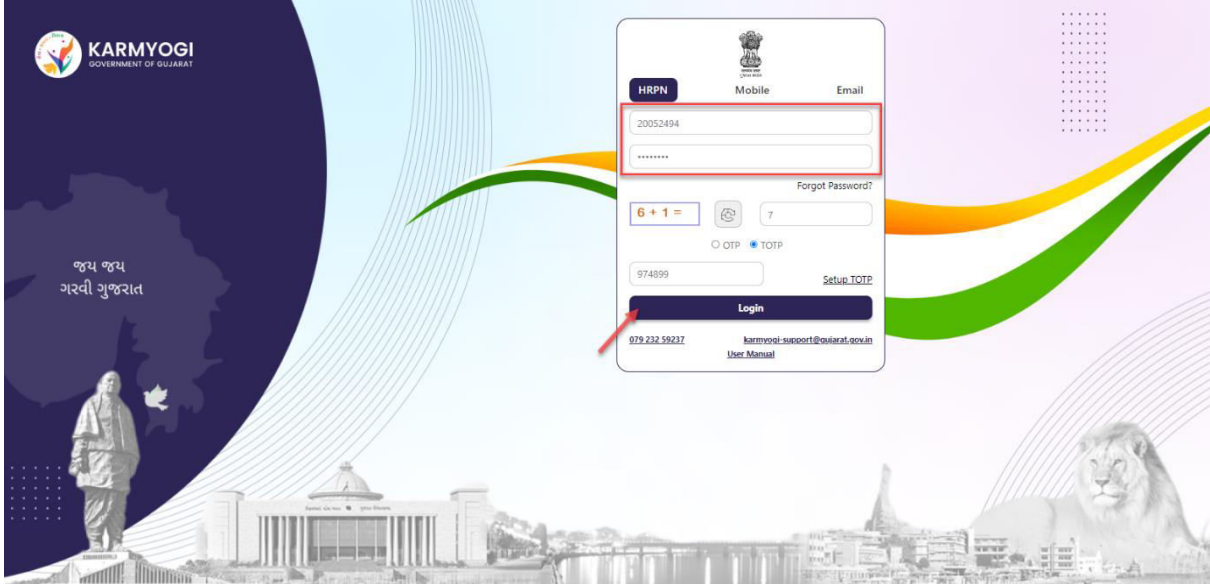 KARMYOGI
GOVERNMENT OF GUJARAT
જય જય
ગરવી ગુજરાત
HRPN Mobile Email
20052494
••••••••
Forgot Password?
6 + 1 = 7
OTP TOTP
974899 Setup TOTP
Login
079 232 59237 karmyogi-support@gujarat.gov.in
User Manual